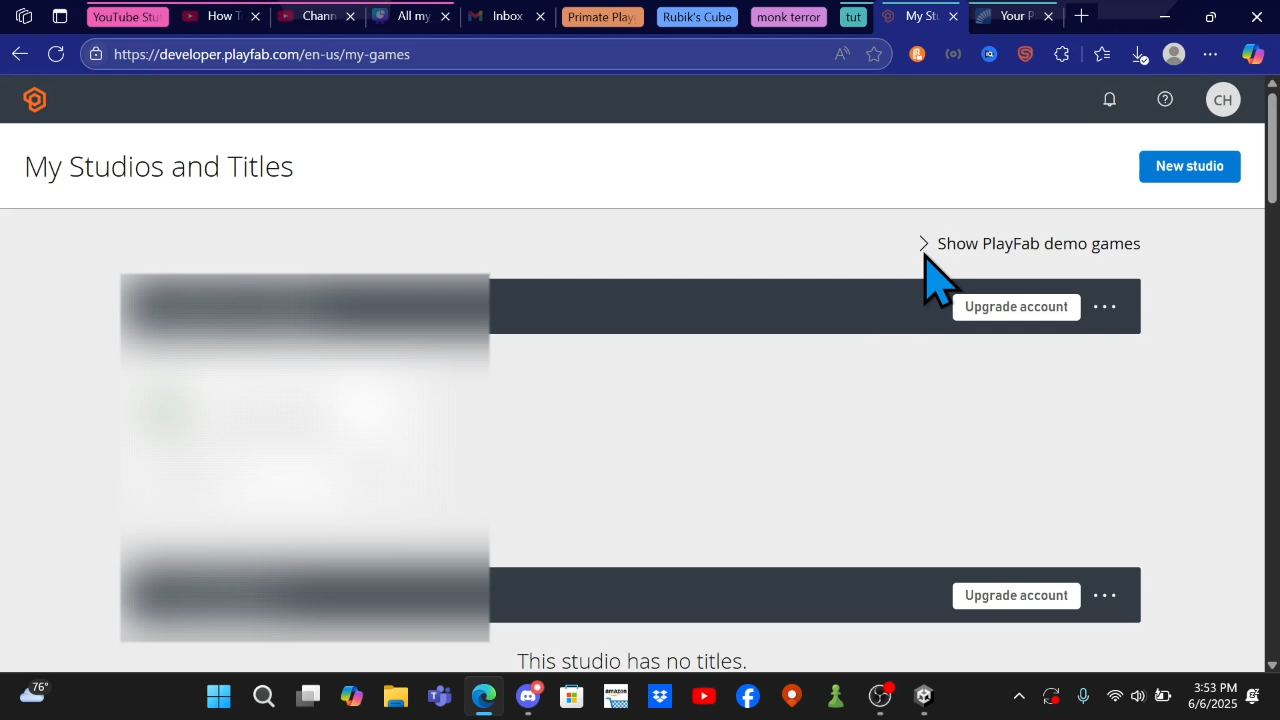 YouTube Stu
How T
Chann
All my
Inbox
Primate Play
Rubik's Cube
monk terror
tut
My Stu
Your P
https://developer.playfab.com/en-us/my-games
CH
My Studios and Titles
New studio
Show PlayFab demo games
Upgrade account
Upgrade account
This studio has no titles.
76°
3:53 PM
6/6/2025